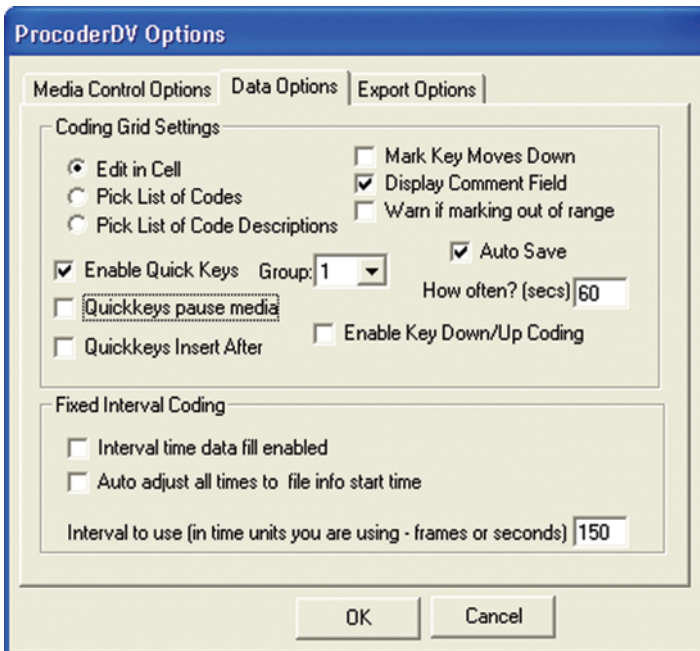 ProcoderDV Options
Media Control Options Data Options Export Options
Coding Grid Settings
Edit in Cell
Pick List of Codes
Pick List of Code Descriptions
Mark Key Moves Down
Display Comment Field
Warn if marking out of range
Enable Quick Keys Group: 1
Auto Save
How often? (secs) 60
Quickkeys pause media
Quickkeys Insert After
Enable Key Down/Up Coding
Fixed Interval Coding
Interval time data fill enabled
Auto adjust all times to file info start time
Interval to use (in time units you are using - frames or seconds) 150
OK Cancel